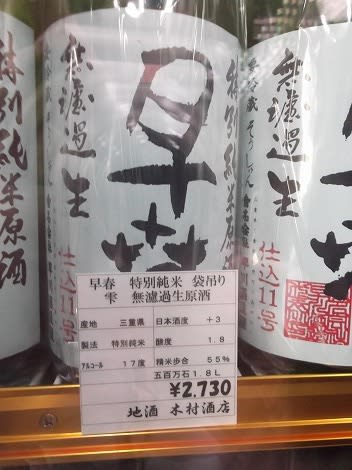 特別純米原酒
無濾過生
早春
特別純米原酒
無濾過生
仕込11号
早春
仕込11号
早春 特別純米 袋吊り
雫 無濾過生原酒
産地 三重県 日本酒度 +3
製法 特別純米 酸度 1.8
アルコール 17度 精米歩合 55%
五百万石1.8L
¥2,730
地酒 木村酒店